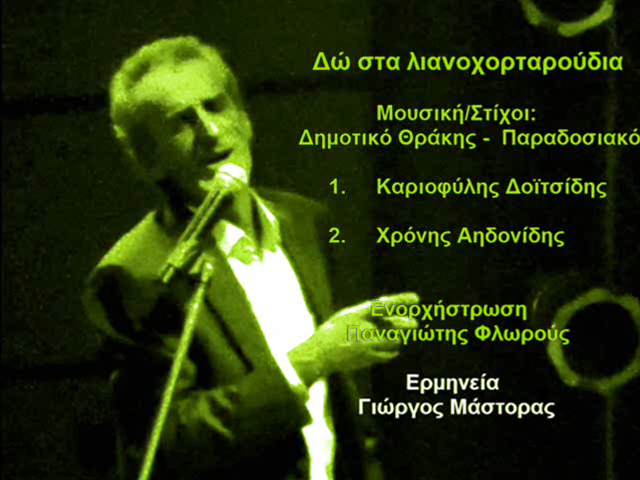 Δώ στα λιανοχορταρούδια
Μουσική/Στίχοι:
Δημοτικό Θράκης - Παραδοσιακό
1. Καριοφύλης Δοϊτσίδης
2. Χρόνης Αηδονίδης
Ενορχήστρωση
Παναγιώτης Φλωρούς
Ερμηνεία
Γιώργος Μάστορας